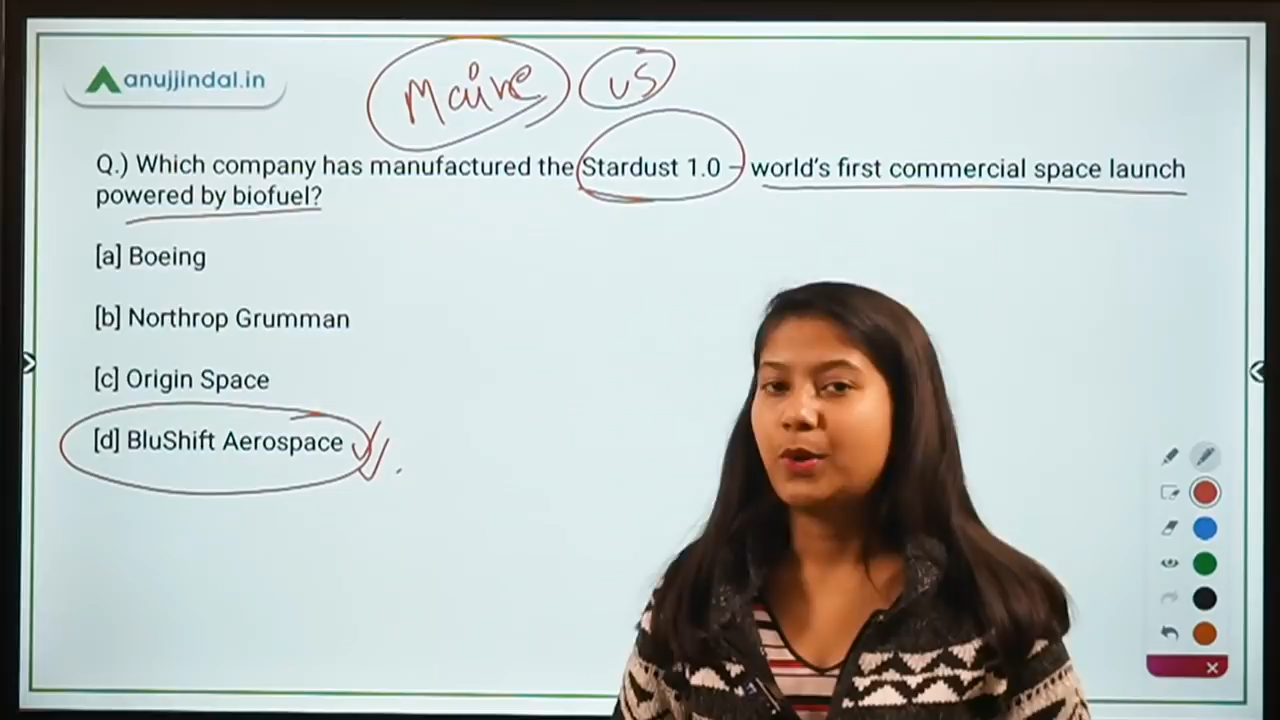 Maine US
anujjindal.in
Q.) Which company has manufactured the Stardust 1.0 – world's first commercial space launch
powered by biofuel?
[a] Boeing
[b] Northrop Grumman
[c] Origin Space
[d] BluShift Aerospace